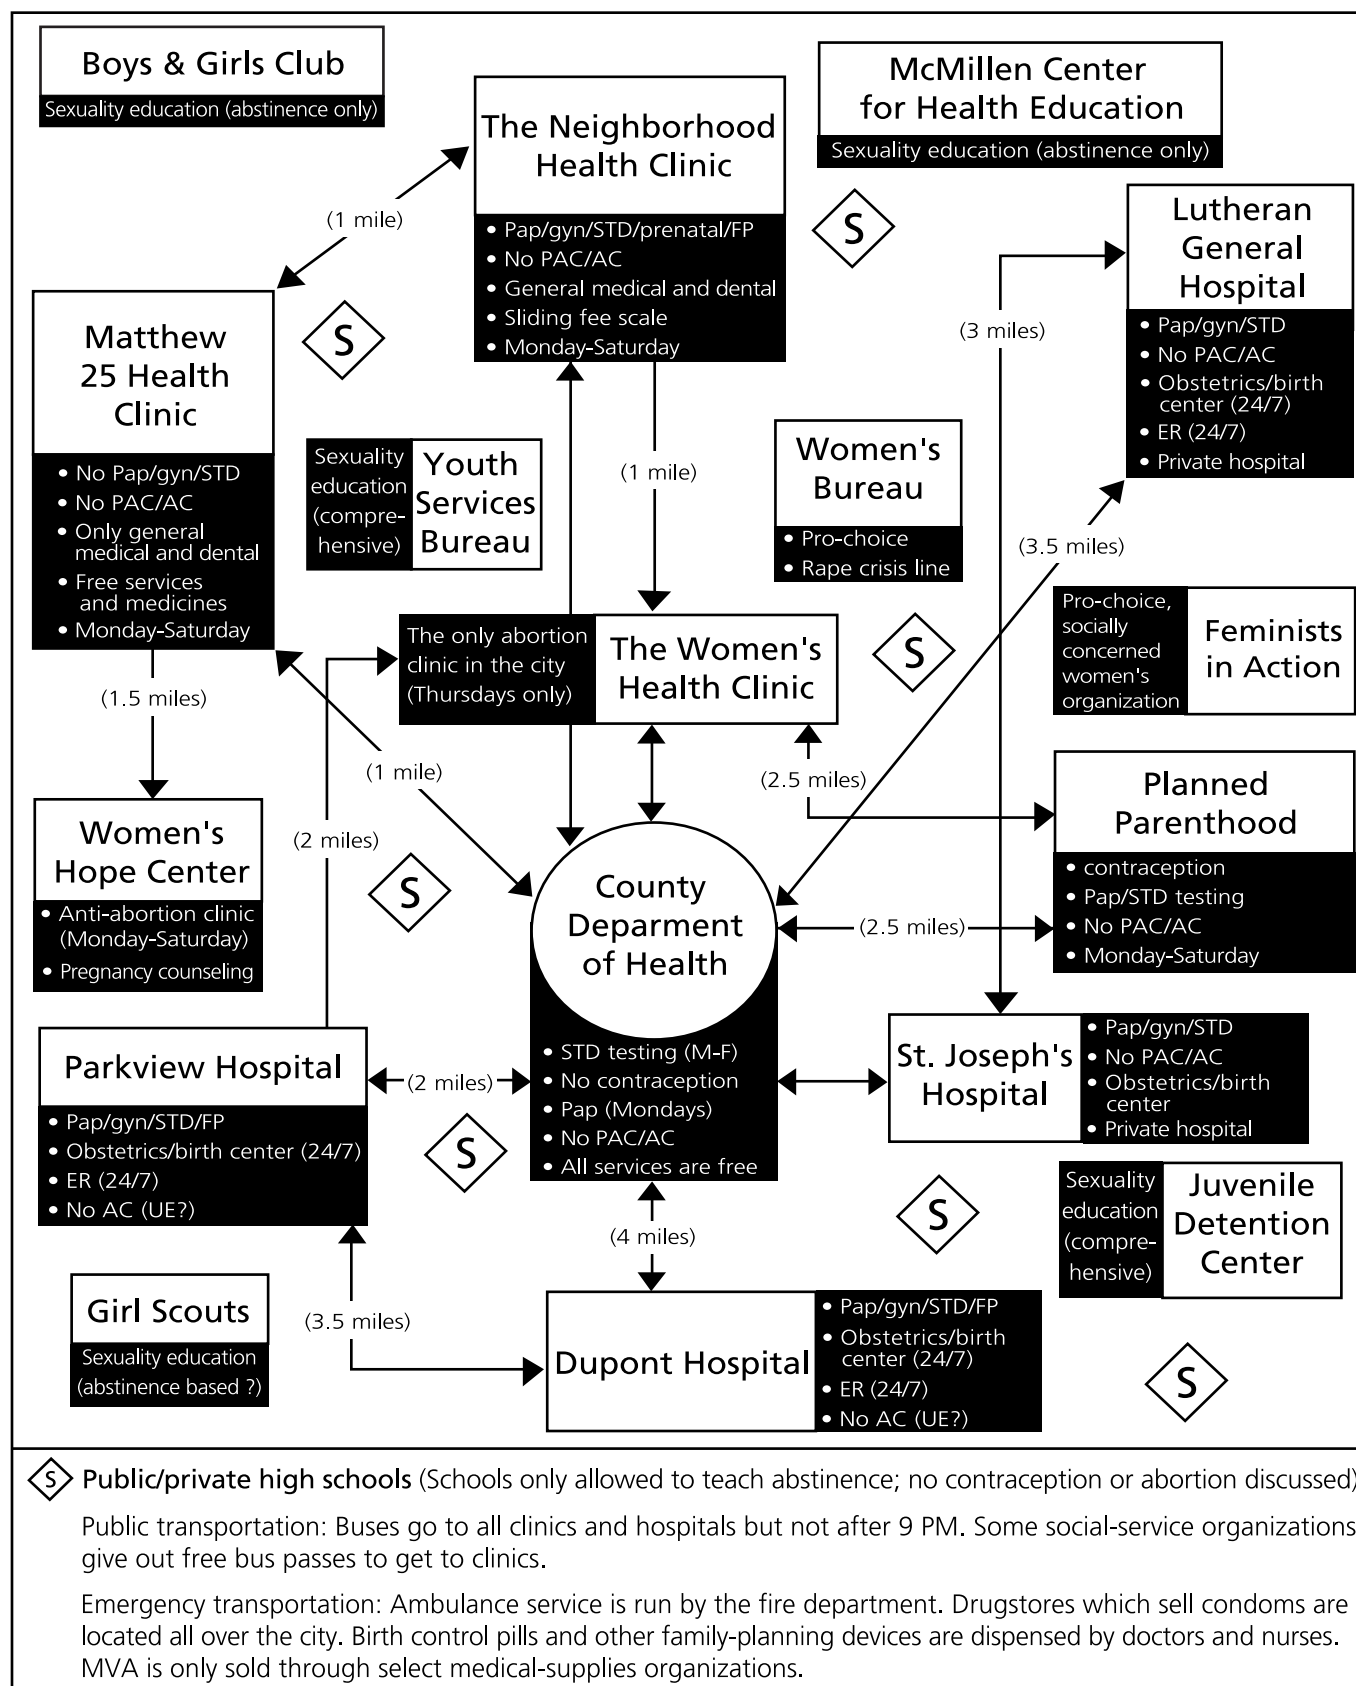 Boys & Girls Club
Sexuality education (abstinence only)
The Neighborhood
Health Clinic
• Pap/gyn/STD/prenatal/FP
• No PAC/AC
• General medical and dental
• Sliding fee scale
• Monday-Saturday
McMillen Center
for Health Education
Sexuality education (abstinence only)
(1 mile)
S
Lutheran
General
Hospital
• Pap/gyn/STD
• No PAC/AC
• Obstetrics/birth
center (24/7)
• ER (24/7)
• Private hospital
(3 miles)
Matthew
25 Health
Clinic
• No Pap/gyn/STD
• No PAC/AC
• Only general
medical and dental
• Free services
and medicines
• Monday-Saturday
S
Sexuality
education
(compre-
hensive)
Youth
Services
Bureau
(1 mile)
Women's
Bureau
• Pro-choice
• Rape crisis line
(3.5 miles)
The only abortion
clinic in the city
(Thursdays only)
The Women's
Health Clinic
S
Pro-choice,
socially
concerned
women's
organization
Feminists
in Action
(1.5 miles)
(1 mile)
(2.5 miles)
Women's
Hope Center
• Anti-abortion clinic
(Monday-Saturday)
• Pregnancy counseling
(2 miles)
S
Planned
Parenthood
• contraception
• Pap/STD testing
• No PAC/AC
• Monday-Saturday
County
Deparment
of Health
• STD testing (M-F)
• No contraception
• Pap (Mondays)
• No PAC/AC
• All services are free
(2.5 miles)
Parkview Hospital
• Pap/gyn/STD/FP
• Obstetrics/birth center (24/7)
• ER (24/7)
• No AC (UE?)
(2 miles)
S
St. Joseph's
Hospital
• Pap/gyn/STD
• No PAC/AC
• Obstetrics/birth
center
• Private hospital
S
Sexuality
education
(compre-
hensive)
Juvenile
Detention
Center
(4 miles)
Girl Scouts
Sexuality education
(abstinence based ?)
(3.5 miles)
Dupont Hospital
• Pap/gyn/STD/FP
• Obstetrics/birth
center (24/7)
• ER (24/7)
• No AC (UE?)
S
S Public/private high schools (Schools only allowed to teach abstinence; no contraception or abortion discussed)
Public transportation: Buses go to all clinics and hospitals but not after 9 PM. Some social-service organizations
give out free bus passes to get to clinics.
Emergency transportation: Ambulance service is run by the fire department. Drugstores which sell condoms are
located all over the city. Birth control pills and other family-planning devices are dispensed by doctors and nurses.
MVA is only sold through select medical-supplies organizations.